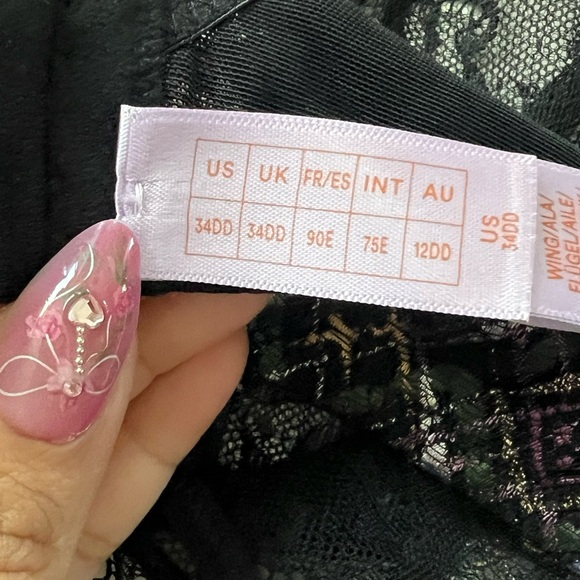 US UK FR/ES INT AU
34DD 34DD 90E 75E 12DD
US
34DD
WING/ALA/
FLÜGEL/AILE/